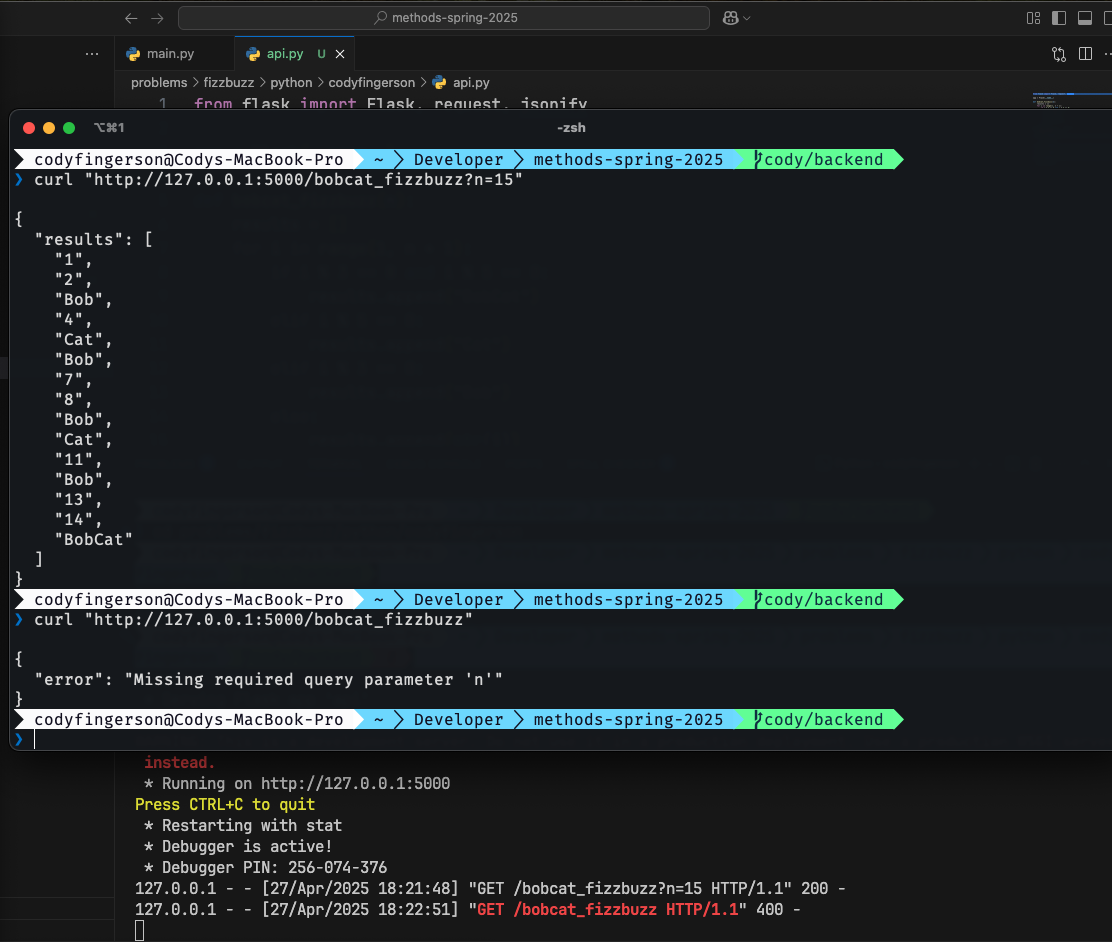 methods-spring-2025
main.py
api.py U
problems > fizzbuzz > python > codyfingerson > api.py
1 from flask import Flask, request, jsonify
⌥⌘1
-zsh
codyfingerson@Codys-MacBook-Pro ~ Developer methods-spring-2025 cody/backend
❯ curl "http://127.0.0.1:5000/bobcat_fizzbuzz?n=15"
{
"results": [
"1",
"2",
"Bob",
"4",
"Cat",
"Bob",
"7",
"8",
"Bob",
"Cat",
"11",
"Bob",
"13",
"14",
"BobCat"
]
}
codyfingerson@Codys-MacBook-Pro ~ Developer methods-spring-2025 cody/backend
❯ curl "http://127.0.0.1:5000/bobcat_fizzbuzz"
{
"error": "Missing required query parameter 'n'"
}
codyfingerson@Codys-MacBook-Pro ~ Developer methods-spring-2025 cody/backend
❯
instead.
* Running on http://127.0.0.1:5000
Press CTRL+C to quit
* Restarting with stat
* Debugger is active!
* Debugger PIN: 256-074-376
127.0.0.1 - - [27/Apr/2025 18:21:48] "GET /bobcat_fizzbuzz?n=15 HTTP/1.1" 200 -
127.0.0.1 - - [27/Apr/2025 18:22:51] "GET /bobcat_fizzbuzz HTTP/1.1" 400 -